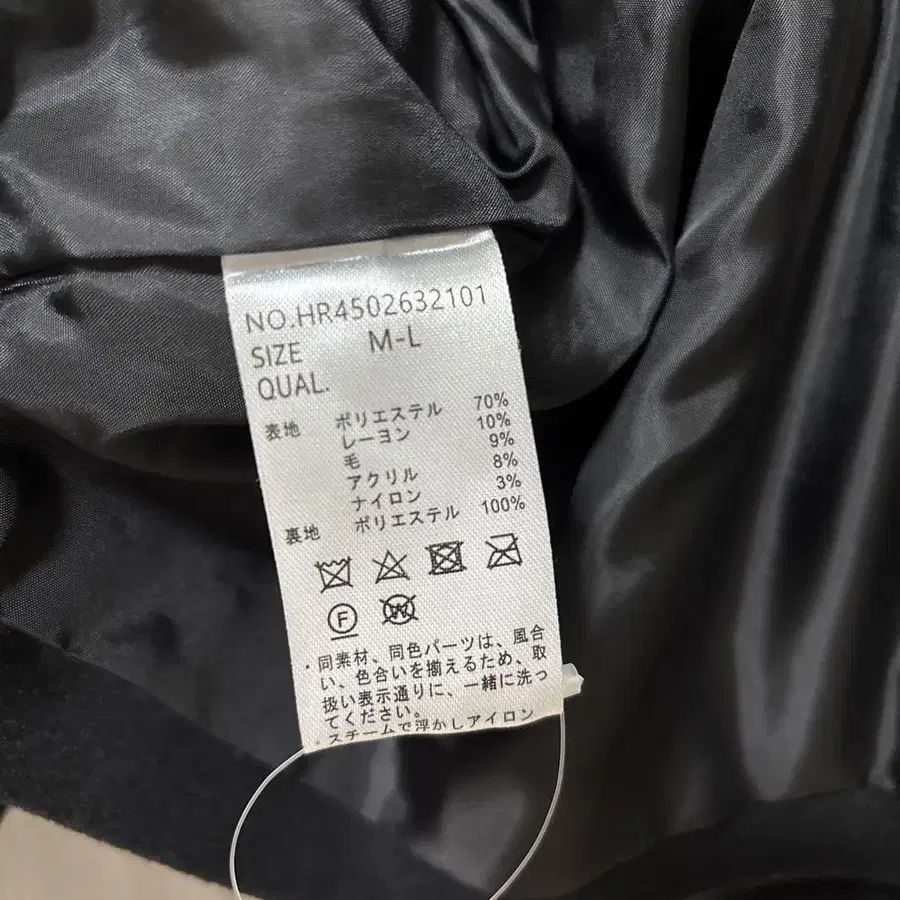 NO.HR4502632101
SIZE M-L
QUAL.
表地 ポリエステル 70%
レーヨン 10%
毛 9%
アクリル 8%
ナイロン 3%
裏地 ポリエステル 100%
F W
・同素材、同色パーツは、風合
い、色合いを揃えるため、取
扱い表示通りに、一緒に洗っ
てください。
スチームで浮かしアイロン